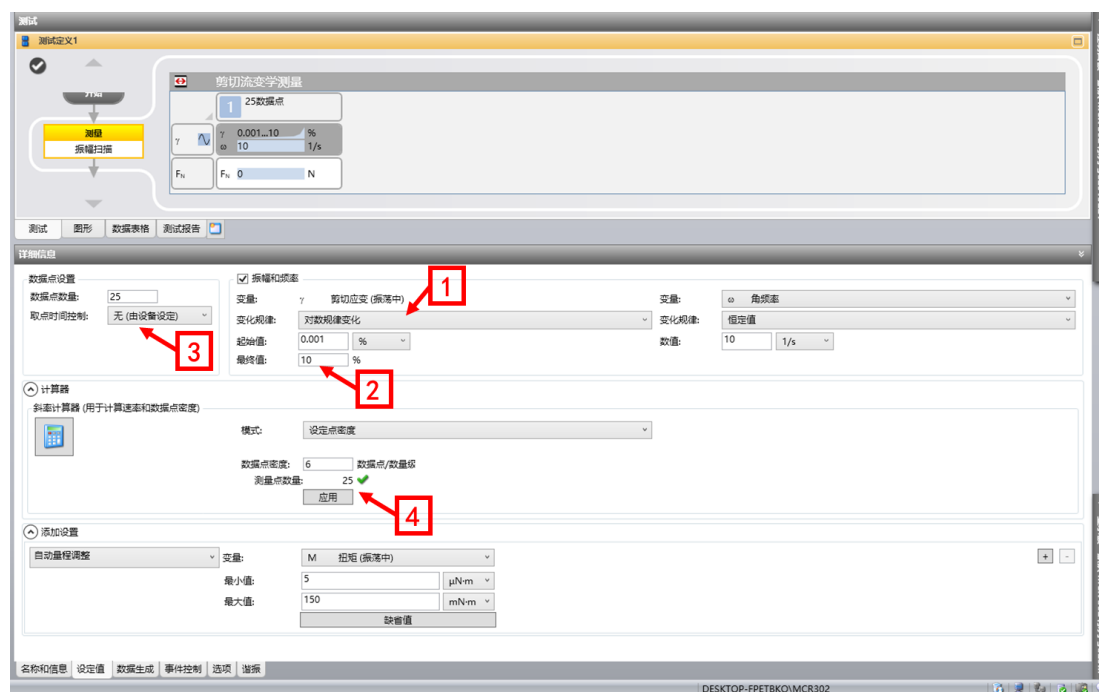 测试
测试定义1
开始
测量
振幅扫描
剪切流变学测量
1 25数据点
γ γ 0.001...10 %
ω 10 1/s
FN FN 0 N
测试 图形 数据表格 测试报告
详细信息
数据点设置
数据点数量: 25
取点时间控制: 无 (由设备设定)
3
振幅和频率
1
变量: γ 剪切应变 (振荡中) 变量: ω 角频率
变化规律: 对数规律变化 变化规律: 恒定值
起始值: 0.001 % 数值: 10 1/s
最终值: 10 %
2
计算器
斜率计算器 (用于计算速率和数据点密度)
模式: 设定点密度
数据点密度: 6 数据点/数量级
测量点数量: 25
应用
4
添加设置
自动量程调整 变量: M 扭矩 (振荡中) + -
最小值: 5 μN·m
最大值: 150 mN·m
缺省值
名称和信息 设定值 数据生成 事件控制 选项 谐振
DESKTOP-FPETBKO\MCR302